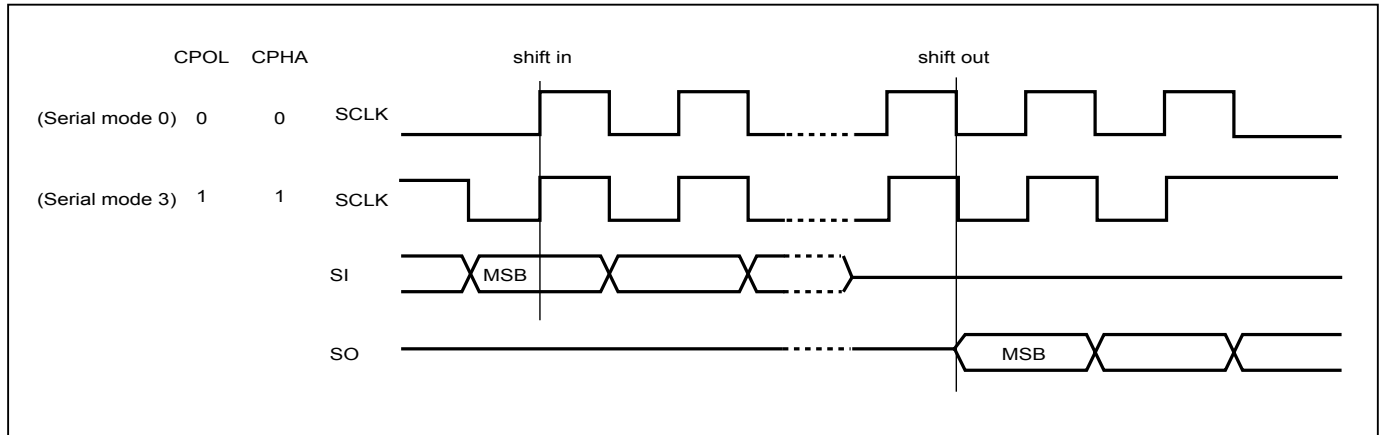 CPOL CPHA shift in shift out
(Serial mode 0) 0 0 SCLK
(Serial mode 3) 1 1 SCLK
SI MSB
SO MSB